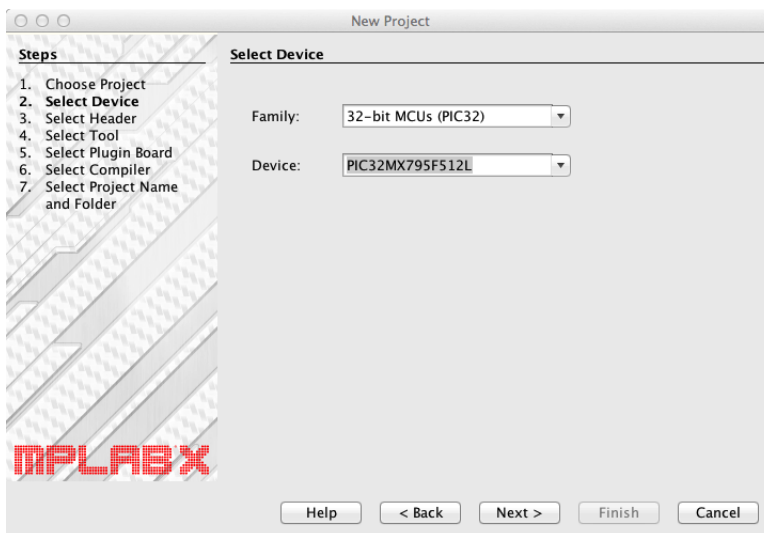 New Project
Steps
1. Choose Project
2. Select Device
3. Select Header
4. Select Tool
5. Select Plugin Board
6. Select Compiler
7. Select Project Name
and Folder
MPLAB X
Select Device
Family: 32-bit MCUs (PIC32)
Device: PIC32MX795F512L
Help < Back Next > Finish Cancel